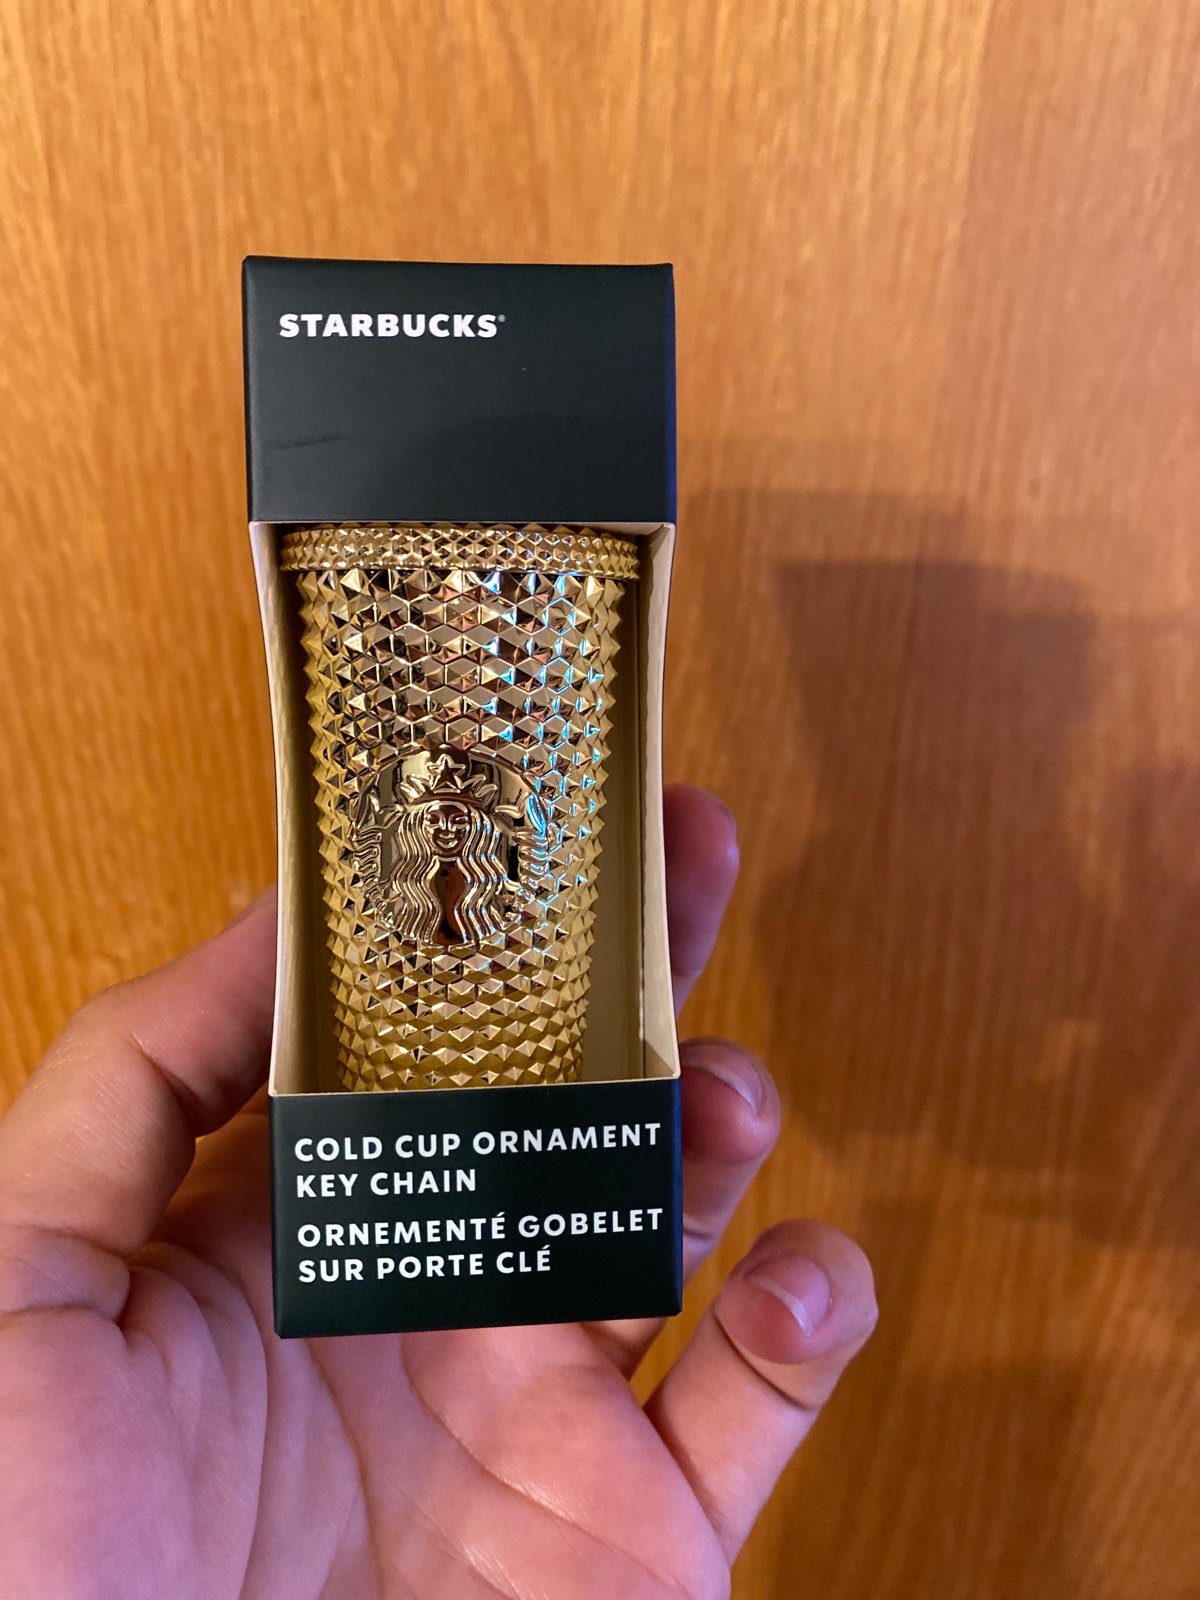 STARBUCKS®
COLD CUP ORNAMENT
KEY CHAIN
ORNEMENTÉ GOBELET
SUR PORTE CLÉ